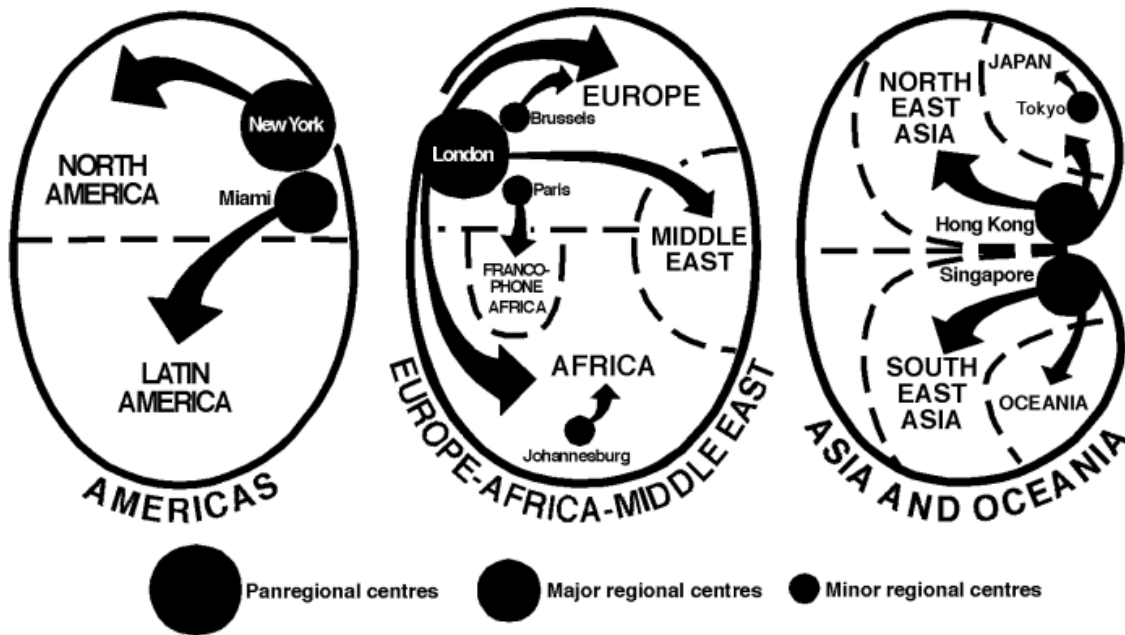 New York
NORTH
AMERICA
Miami
LATIN
AMERICA
AMERICAS
EUROPE
Brussels
London
Paris
MIDDLE
EAST
FRANCO-
PHONE
AFRICA
AFRICA
Johannesburg
EUROPE-AFRICA-MIDDLE EAST
JAPAN
NORTH
EAST
ASIA
Tokyo
Hong Kong
Singapore
SOUTH
EAST
ASIA
OCEANIA
ASIA AND OCEANIA
Panregional centres
Major regional centres
Minor regional centres